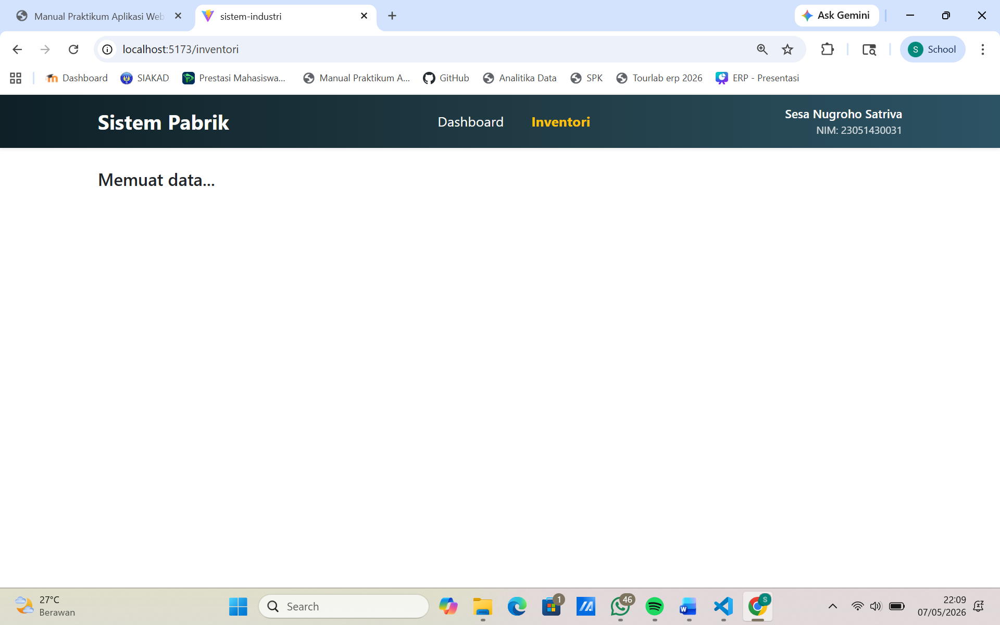 Manual Praktikum Aplikasi Web
sistem-industri
Ask Gemini
localhost:5173/inventori
S
School
Dashboard
SIAKAD
Prestasi Mahasiswa...
Manual Praktikum A...
GitHub
Analitika Data
SPK
Tourlab erp 2026
ERP - Presentasi
Sistem Pabrik
Dashboard
Inventori
Sesa Nugroho Satriva
NIM: 23051430031
Memuat data...
27°C
Berawan
Search
1
46
S
22:09
07/05/2026